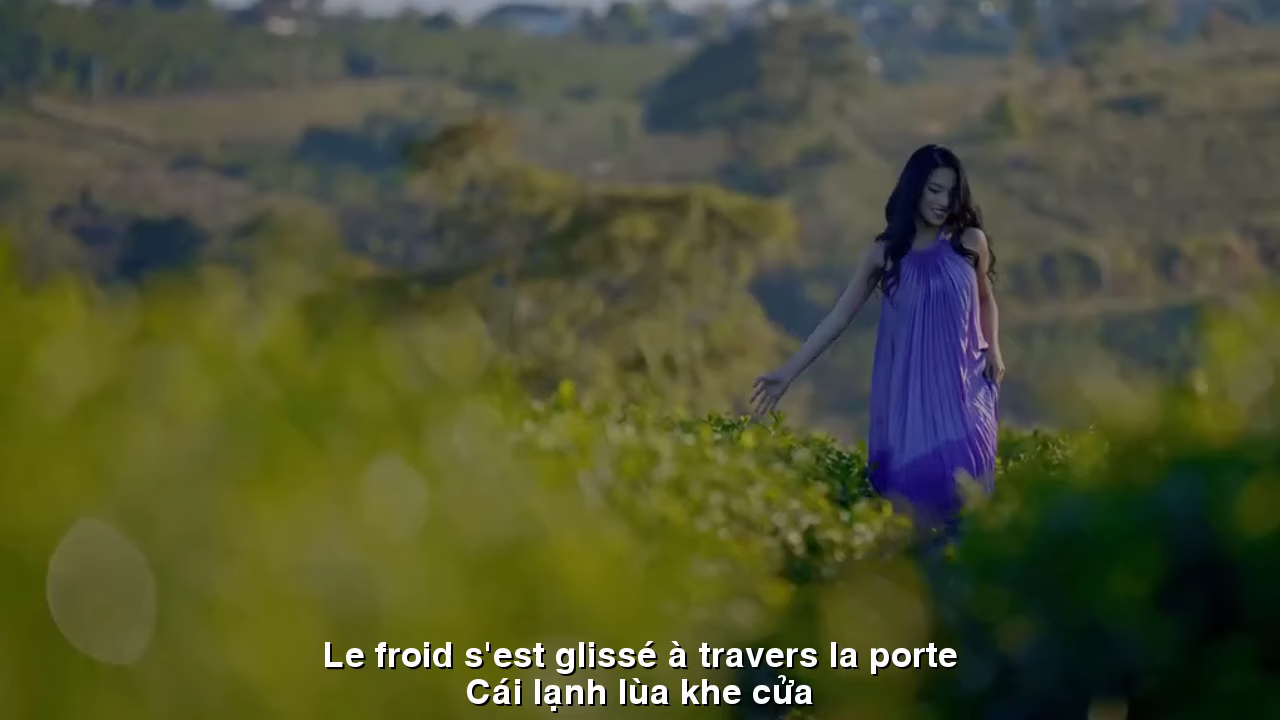 Le froid s'est glissé à travers la porte
Cái lạnh lùa khe cửa